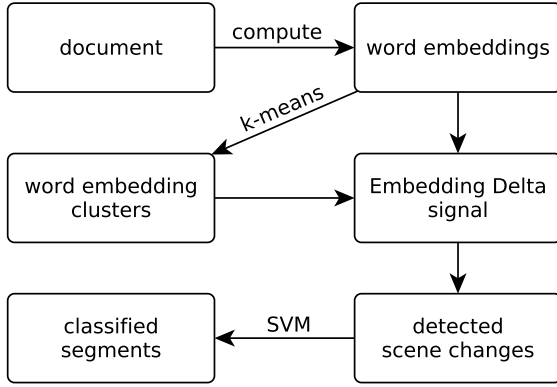 document
compute
word embeddings
k-means
word embedding
clusters
Embedding Delta
signal
classified
segments
SVM
detected
scene changes